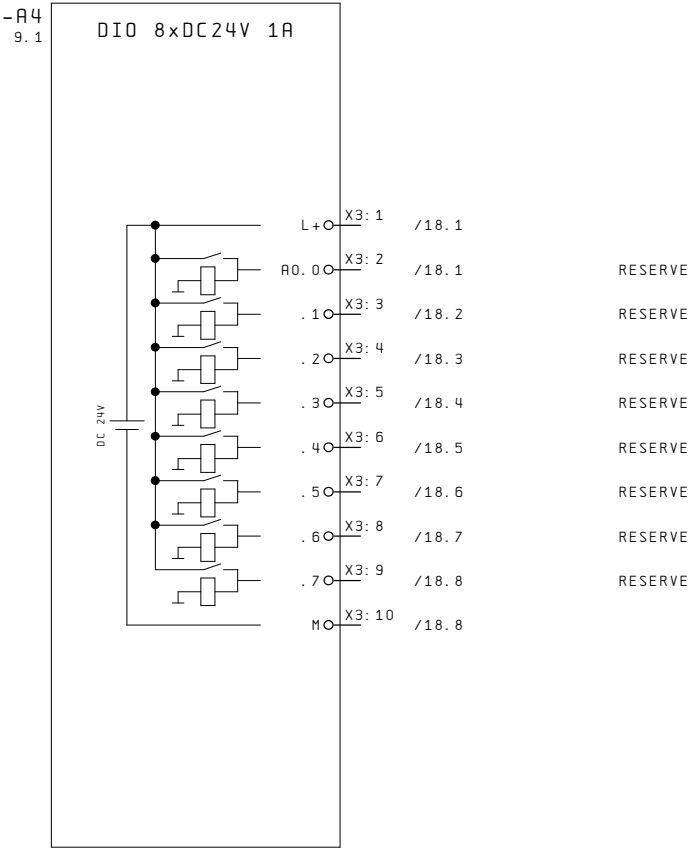 -A4
9.1
DIO 8xDC24V 1A
L+ X3:1 /18.1
A0.0 X3:2 /18.1 RESERVE
.1 X3:3 /18.2 RESERVE
.2 X3:4 /18.3 RESERVE
.3 X3:5 /18.4 RESERVE
DC 24V
.4 X3:6 /18.5 RESERVE
.5 X3:7 /18.6 RESERVE
.6 X3:8 /18.7 RESERVE
.7 X3:9 /18.8 RESERVE
M X3:10 /18.8